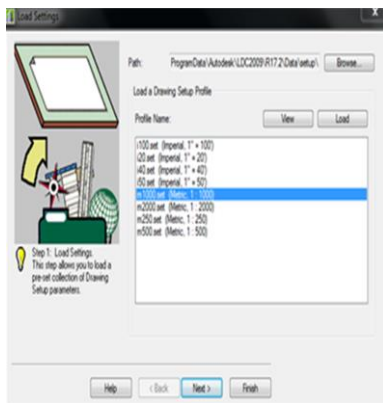 Load Settings
Path: ProgramData\Autodesk\LDC2009\R17.2\Data\setup\ Browse...
Load a Drawing Setup Profile
Profile Name: View Load
i100.set (Imperial, 1" = 100')
i20.set (Imperial, 1" = 20')
i40.set (Imperial, 1" = 40')
i50.set (Imperial, 1" = 50')
m1000.set (Metric, 1 : 1000)
m2000.set (Metric, 1 : 2000)
m250.set (Metric, 1 : 250)
m500.set (Metric, 1 : 500)
Step 1: Load Settings.
This step allows you to load a
pre-set collection of Drawing
Setup parameters.
Help < Back Next > Finish